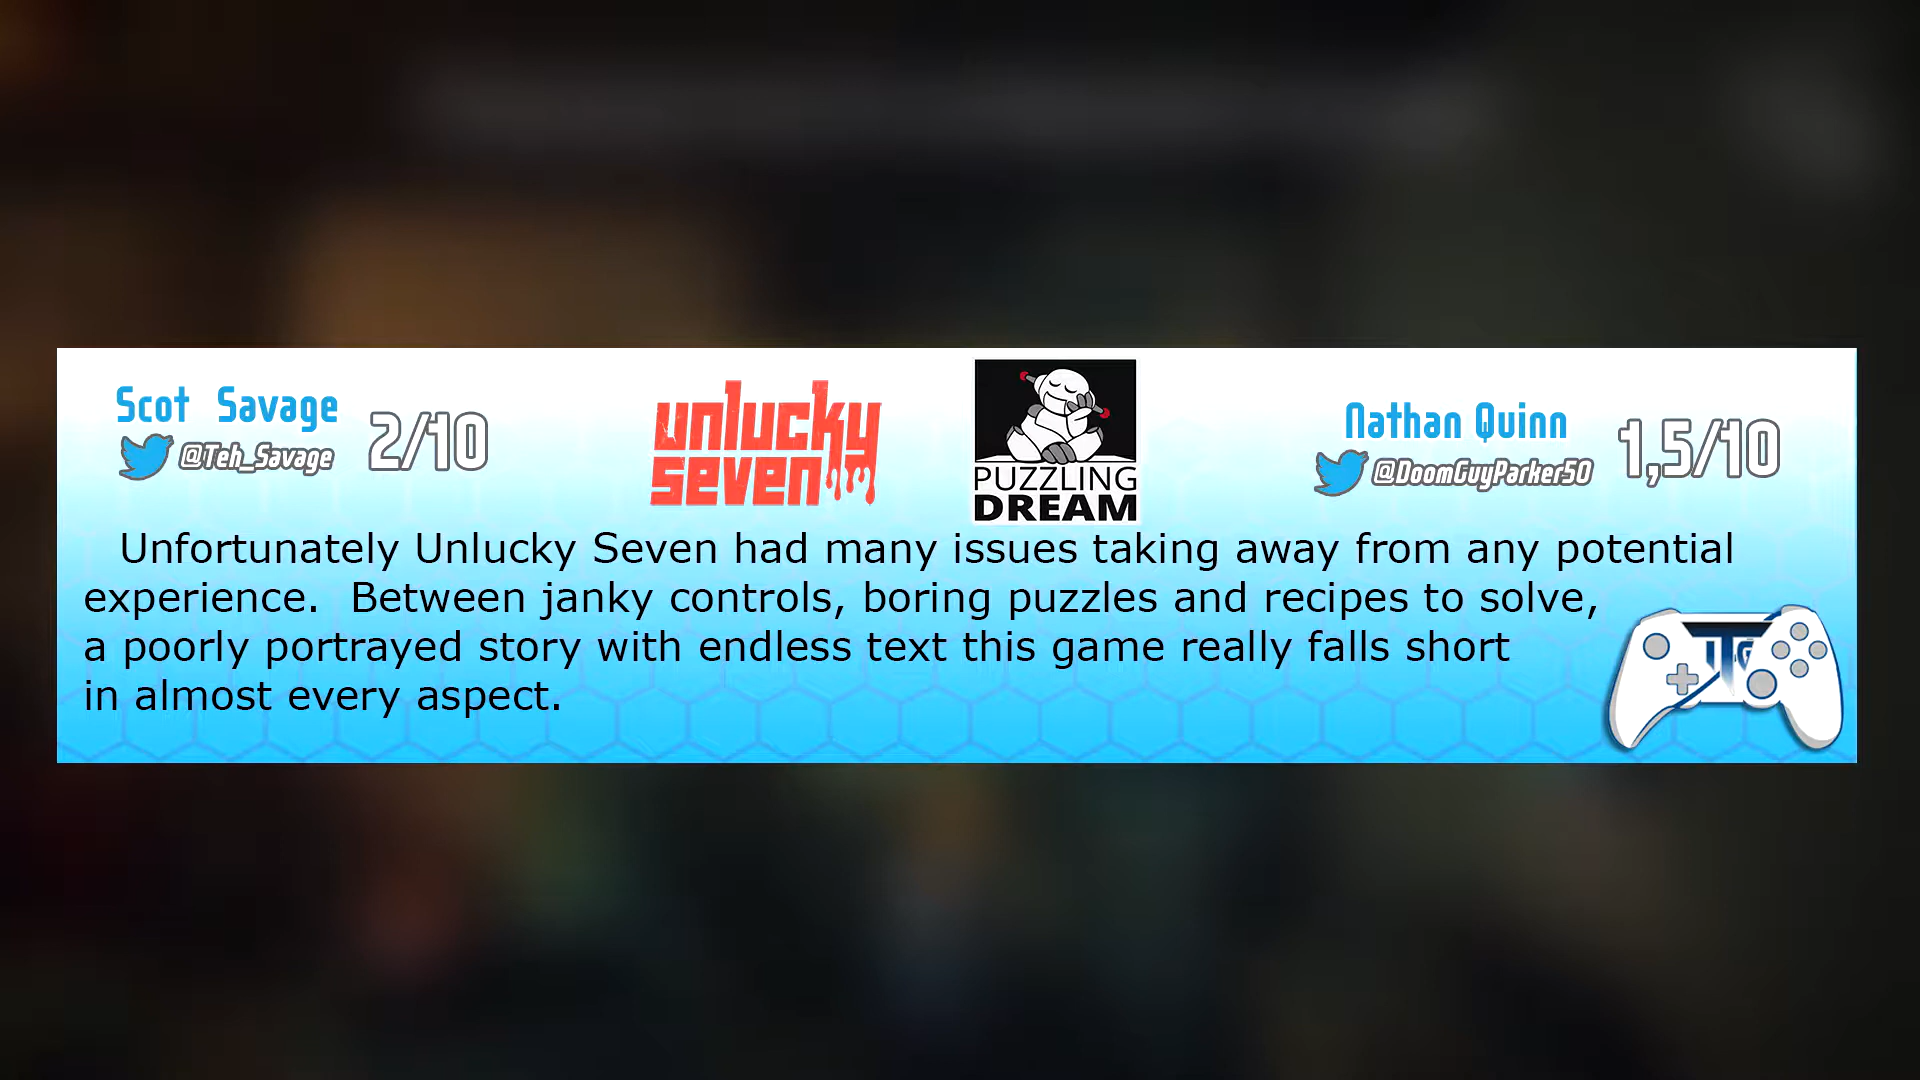 Scot Savage
@Teh_Savage
2/10
unlucky
seven
PUZZLING
DREAM
Nathan Quinn
@DoomGuyParker50
1,5/10
Unfortunately Unlucky Seven had many issues taking away from any potential
experience. Between janky controls, boring puzzles and recipes to solve,
a poorly portrayed story with endless text this game really falls short
in almost every aspect.